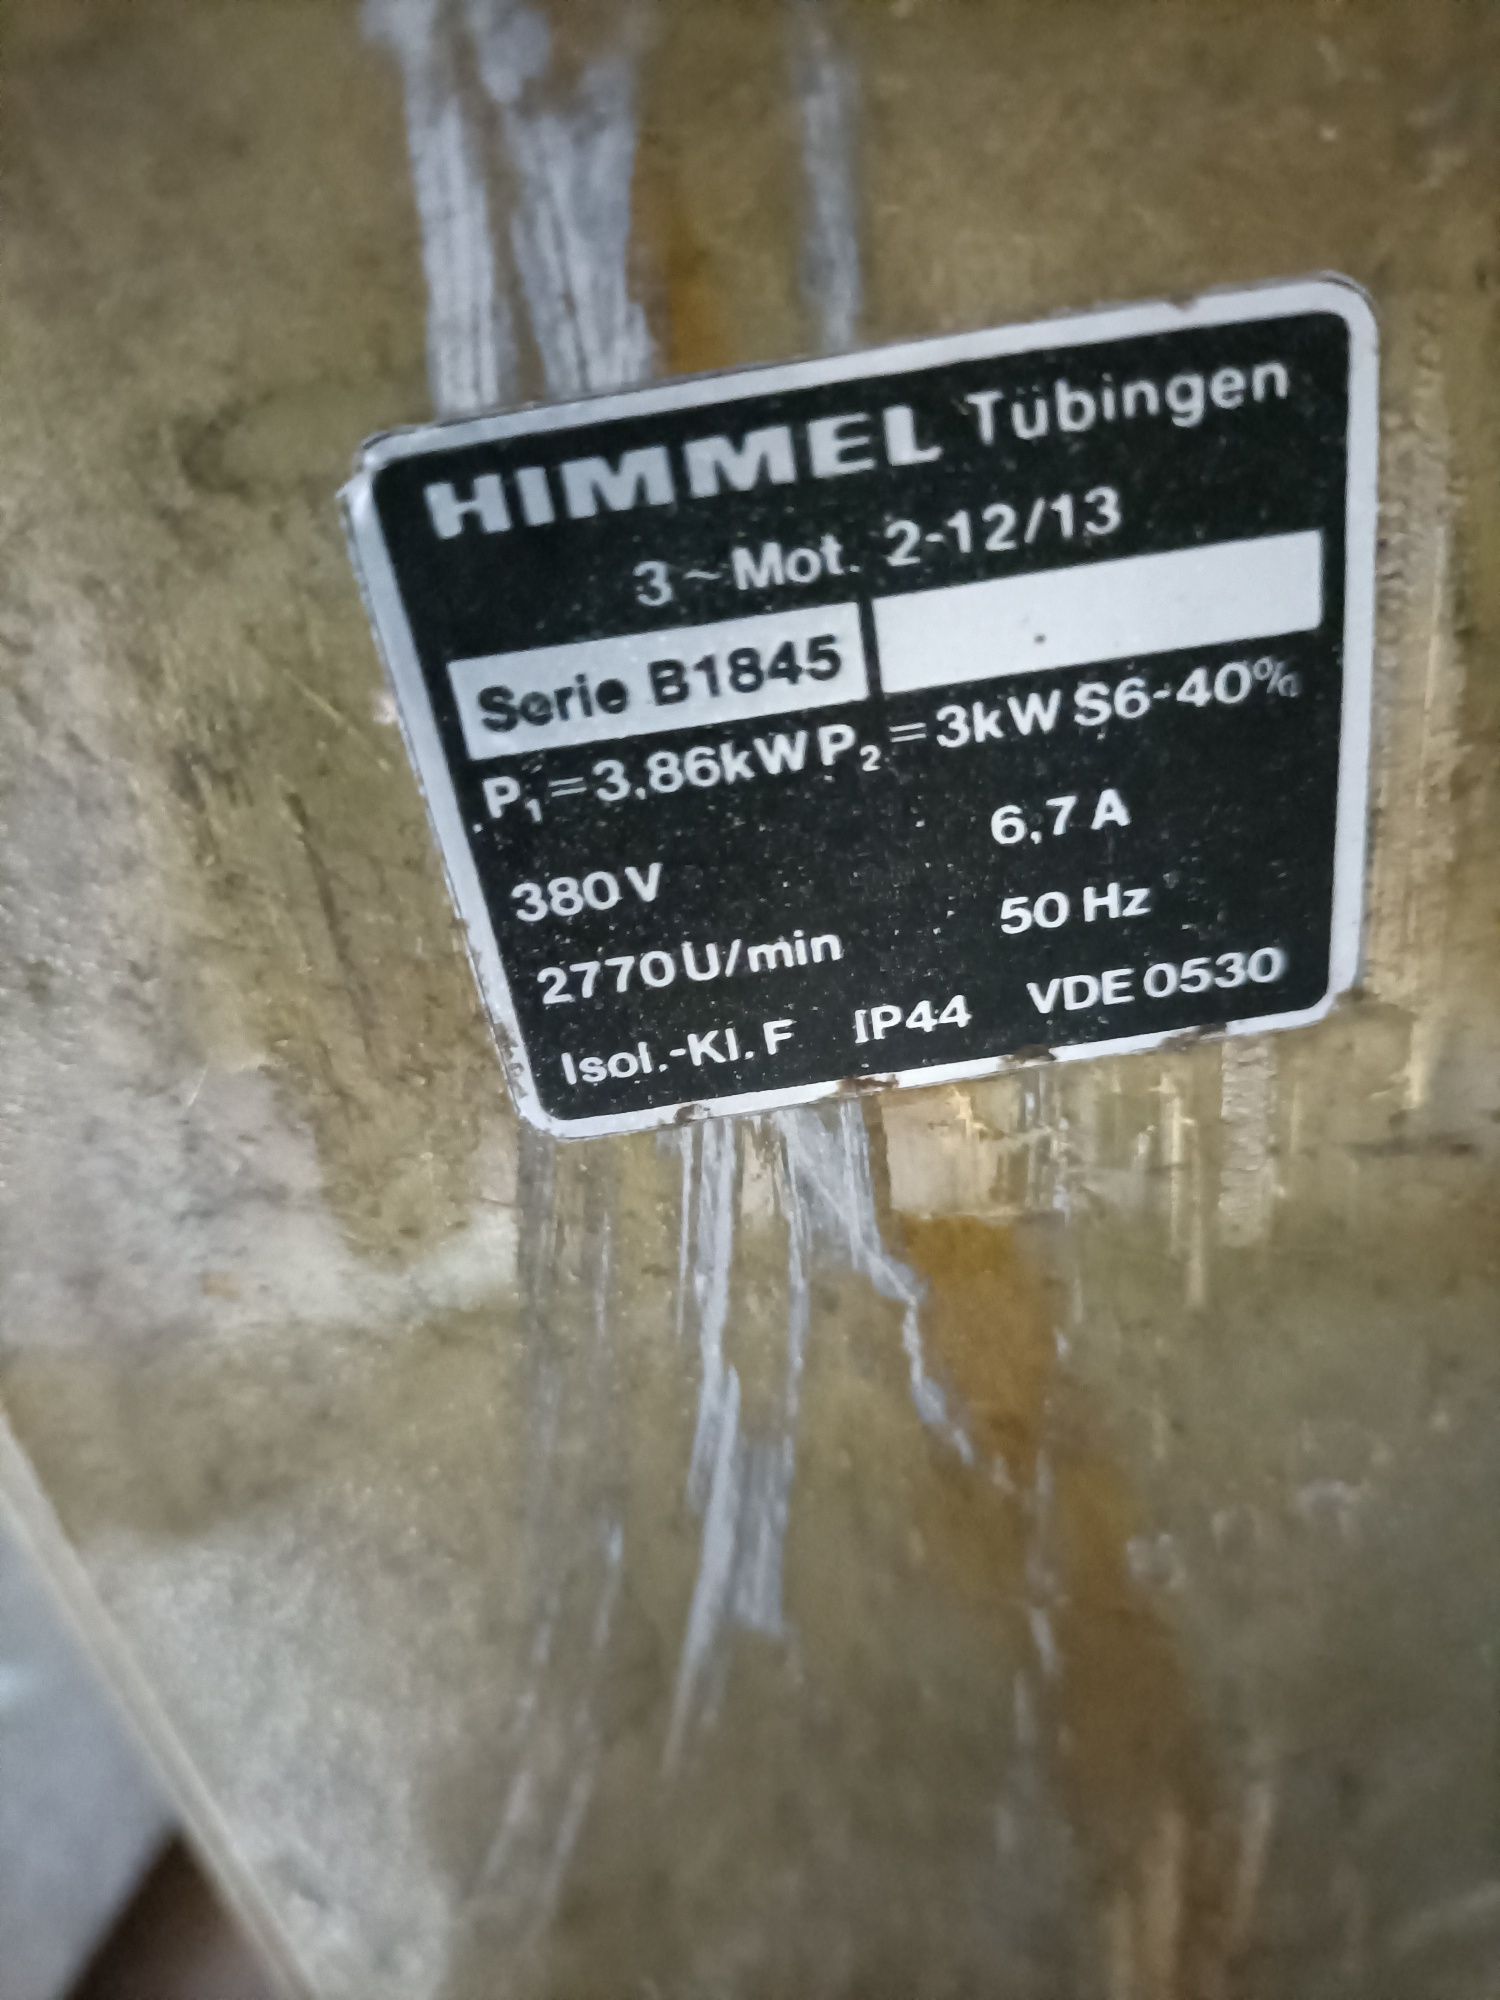 HIMMEL Tübingen
3~Mot. 2-12/13
Serie B1845
P₁=3,86kW P₂=3kW S6-40%
380V 6,7 A
2770U/min 50 Hz
Isol.-Kl. F IP44 VDE 0530